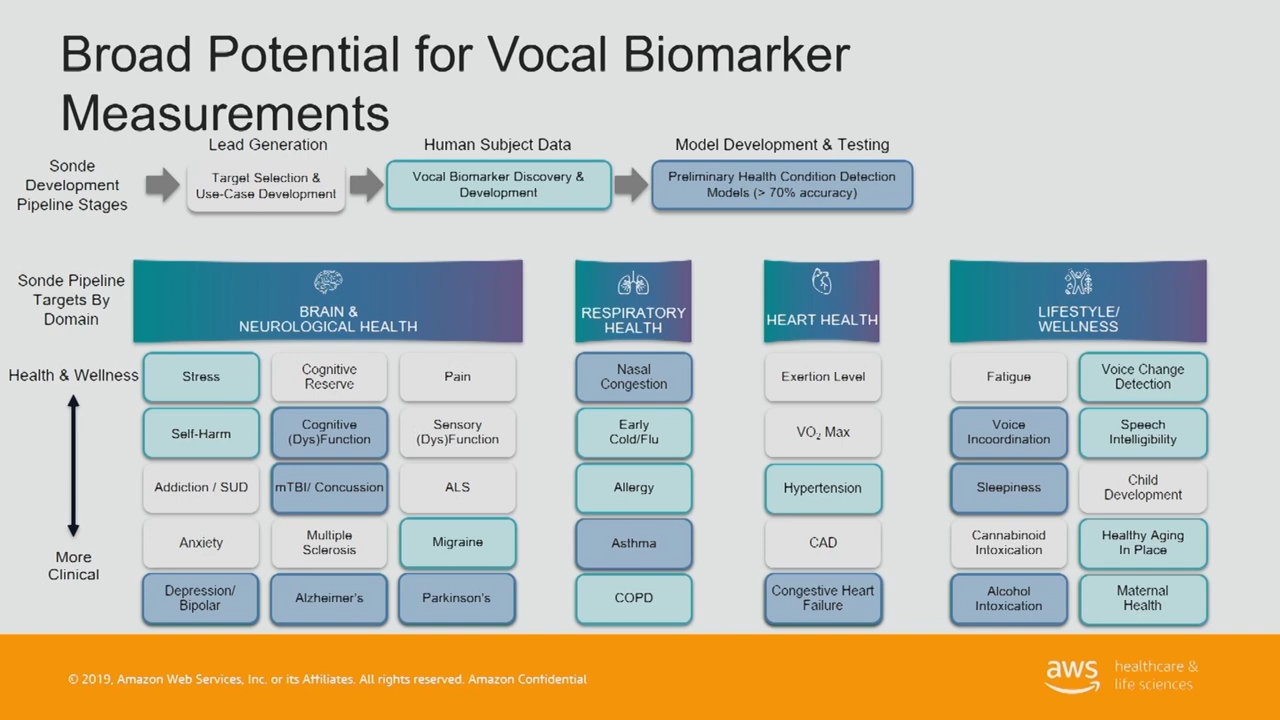 Broad Potential for Vocal Biomarker
Measurements
Lead Generation
Human Subject Data
Model Development & Testing
Sonde
Development
Pipeline Stages
Target Selection &
Use-Case Development
Vocal Biomarker Discovery &
Development
Preliminary Health Condition Detection
Models (> 70% accuracy)
Sonde Pipeline
Targets By
Domain
BRAIN &
NEUROLOGICAL HEALTH
RESPIRATORY
HEALTH
HEART HEALTH
LIFESTYLE/
WELLNESS
Health & Wellness
More
Clinical
Stress
Cognitive
Reserve
Pain
Self-Harm
Cognitive
(Dys)Function
Sensory
(Dys)Function
Addiction / SUD
mTBI/ Concussion
ALS
Anxiety
Multiple
Sclerosis
Migraine
Depression/
Bipolar
Alzheimer's
Parkinson's
Nasal
Congestion
Early
Cold/Flu
Allergy
Asthma
COPD
Exertion Level
VO₂ Max
Hypertension
CAD
Congestive Heart
Failure
Fatigue
Voice Change
Detection
Voice
Incoordination
Speech
Intelligibility
Sleepiness
Child
Development
Cannabinoid
Intoxication
Healthy Aging
In Place
Alcohol
Intoxication
Maternal
Health
© 2019, Amazon Web Services, Inc. or its Affiliates. All rights reserved. Amazon Confidential
aws
healthcare &
life sciences